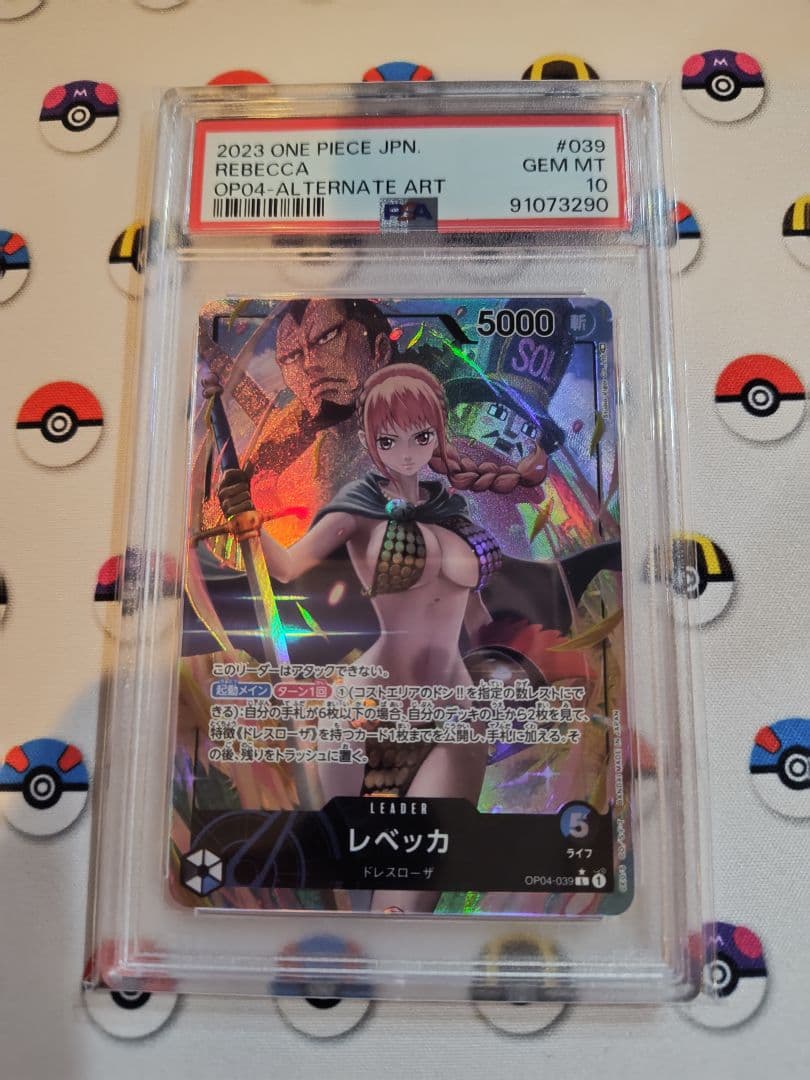 2023 ONE PIECE JPN. #039
REBECCA GEM MT
OP04-ALTERNATE ART 10
PSA 91073290
5000 斬
SOL
このリーダーはアタックできない。
起動メイン ターン1回 ①(コストエリアのドン!!を指定の数レストにで
きる):自分の手札が6枚以下の場合、自分のデッキの上から2枚を見て、
特徴《ドレスローザ》を持つカード1枚までを公開し、手札に加える。そ
の後、残りをトラッシュに置く。
LEADER
レベッカ
5
ライフ
ドレスローザ
OP04-039 L 1
BANDAI MADE IN JAPAN